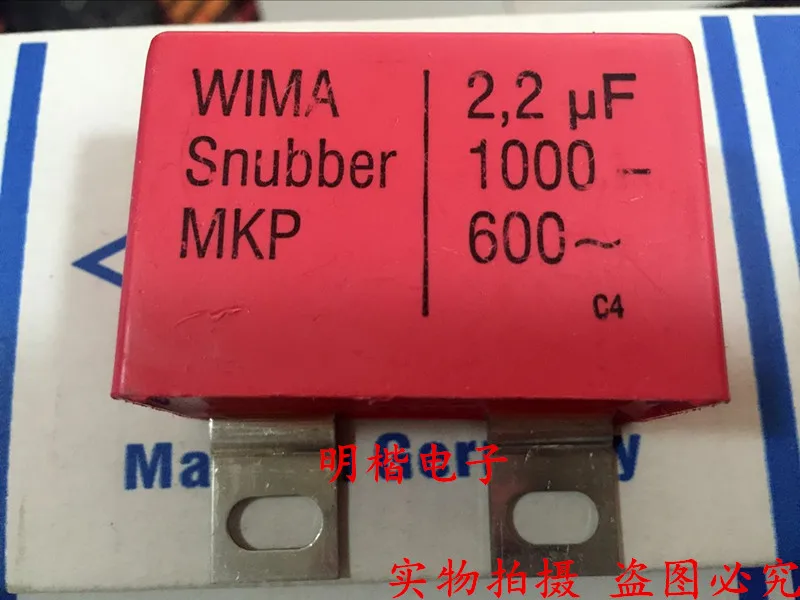 WIMA
Snubber
MKP
2,2 µF
1000 –
600～
C4
明楷电子
实物拍摄 盗图必究